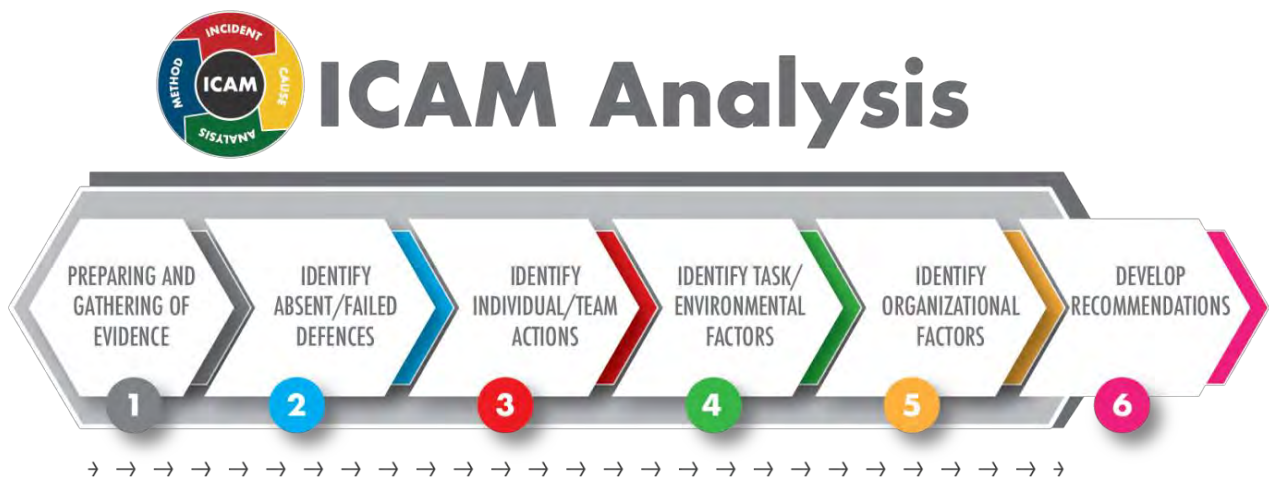 INCIDENT
CAUSE
ANALYSIS
METHOD
ICAM
ICAM Analysis
PREPARING AND
GATHERING OF
EVIDENCE
1
IDENTIFY
ABSENT/FAILED
DEFENCES
2
IDENTIFY
INDIVIDUAL/TEAM
ACTIONS
3
IDENTIFY TASK/
ENVIRONMENTAL
FACTORS
4
IDENTIFY
ORGANIZATIONAL
FACTORS
5
DEVELOP
RECOMMENDATIONS
6